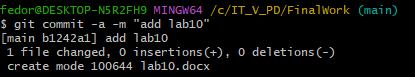 fedor@DESKTOP-N5R2FH9 MINGW64 /c/IT_V_PD/FinalWork (main)
$ git commit -a -m "add lab10"
[main b1242a1] add lab10
 1 file changed, 0 insertions(+), 0 deletions(-)
 create mode 100644 lab10.docx